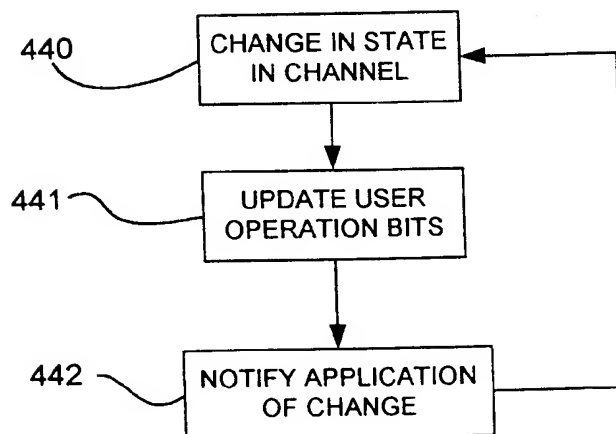 440
CHANGE IN STATE
IN CHANNEL
441
UPDATE USER
OPERATION BITS
442
NOTIFY APPLICATION
OF CHANGE